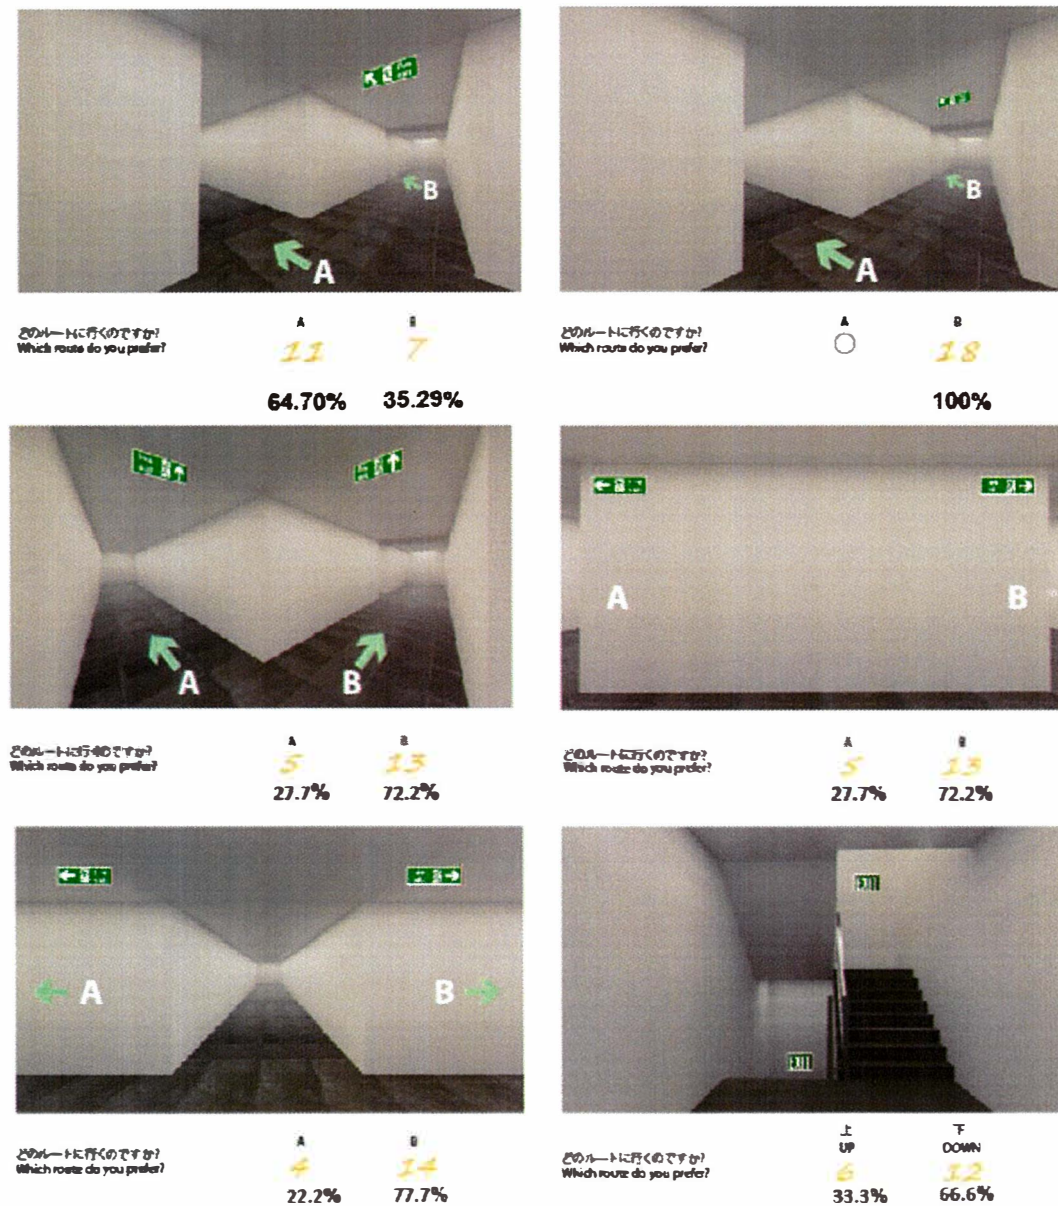 A
B
A
B
A
B
どのルートに行くのですか?
Which route do you prefer?
11
7
64.70%
35.29%
A
B
どのルートに行くのですか?
Which route do you prefer?
18
100%
A
B
A
B
A
B
どのルートに行くのですか?
Which route do you prefer?
5
13
27.7%
72.2%
A
B
どのルートに行くのですか?
Which route do you prefer?
5
13
27.7%
72.2%
A
B
EXIT
EXIT
A
B
どのルートに行くのですか?
Which route do you prefer?
4
14
22.2%
77.7%
上
下
UP
DOWN
どのルートに行くのですか?
Which route do you prefer?
6
12
33.3%
66.6%